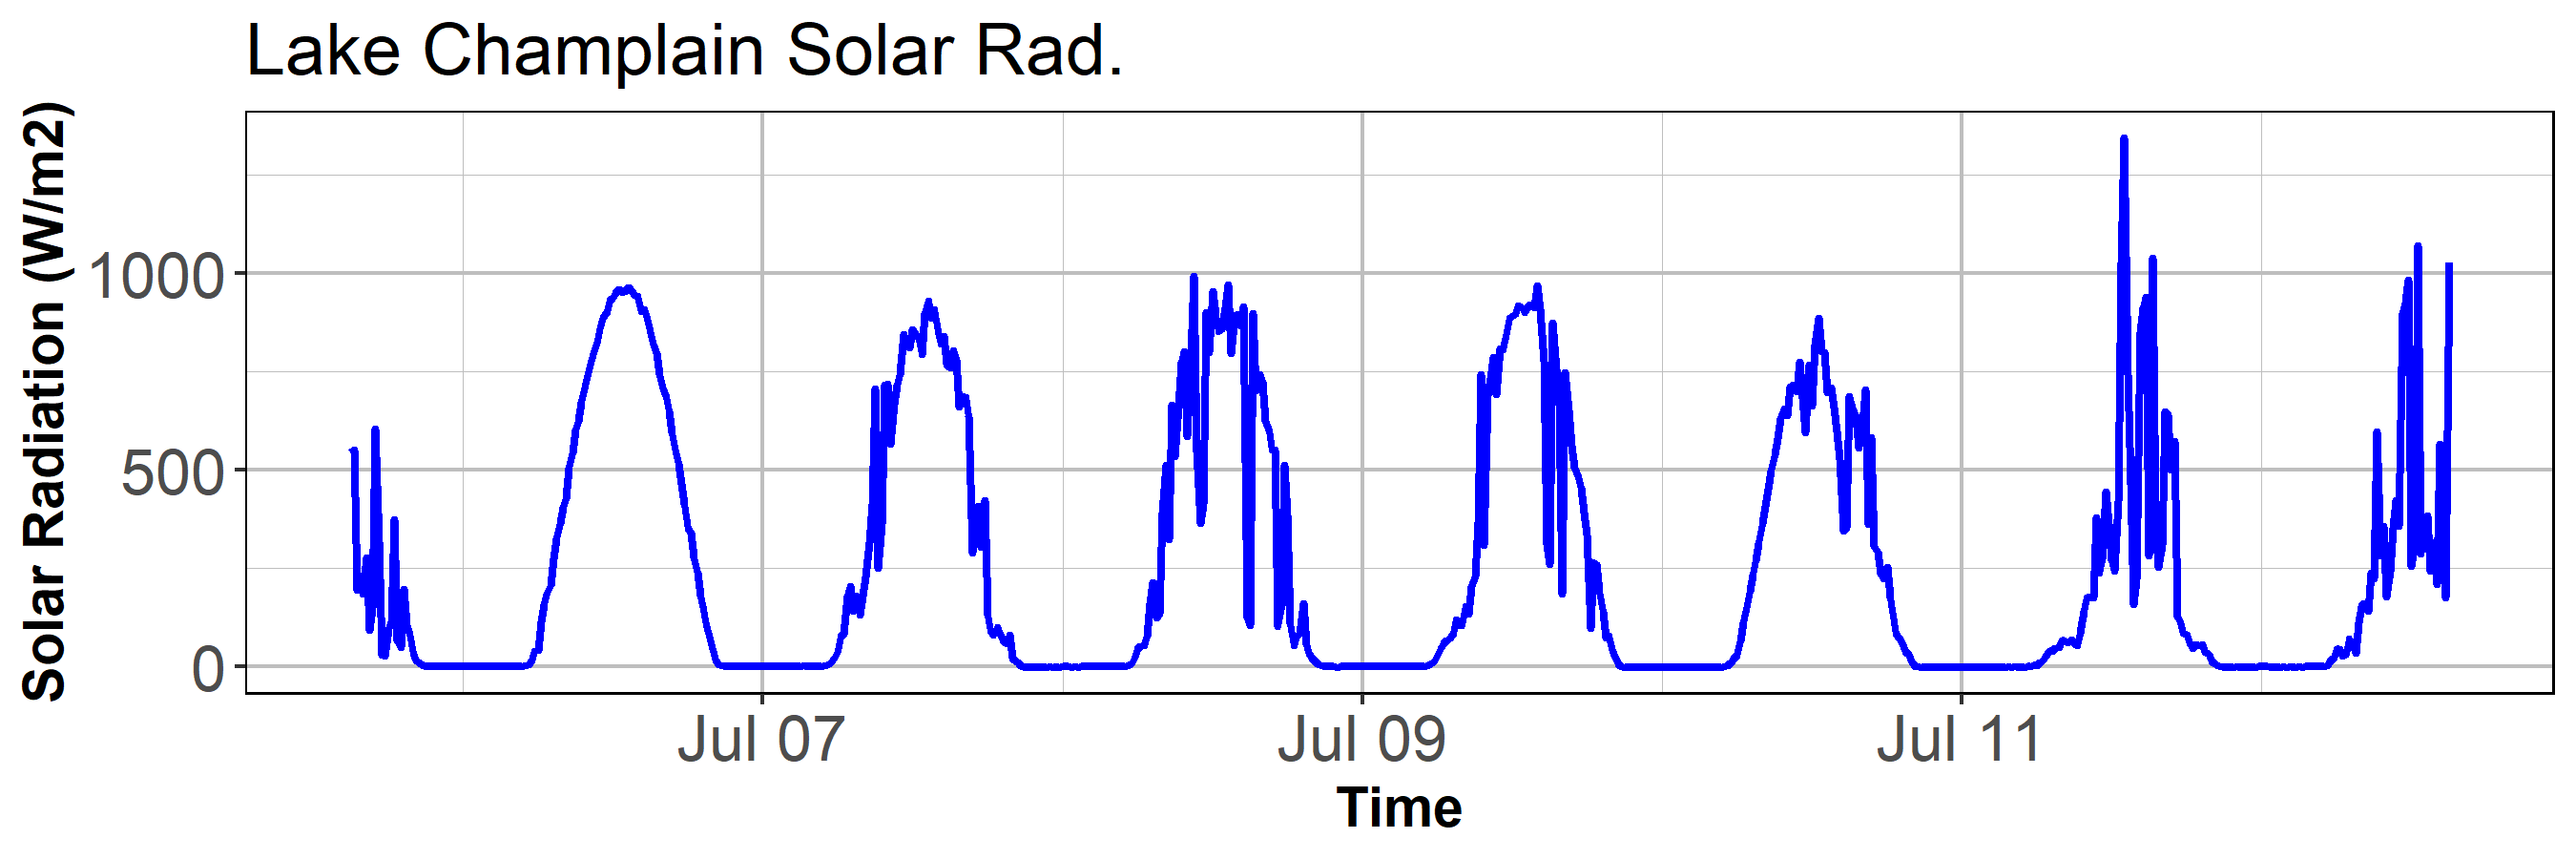 Lake Champlain Solar Rad.
Solar Radiation (W/m2)
1000
500
0
Jul 07 Jul 09 Jul 11
Time